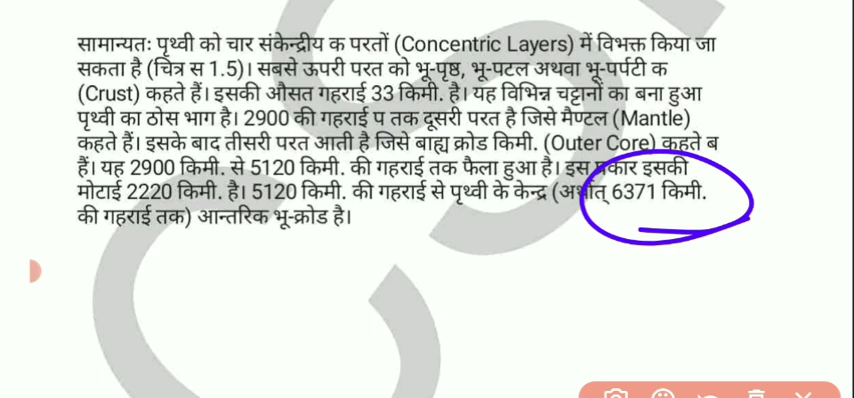 सामान्यतः पृथ्वी को चार संकेन्द्रीय क परतों (Concentric Layers) में विभक्त किया जा
सकता है (चित्र स 1.5)। सबसे ऊपरी परत को भू-पृष्ठ, भू-पटल अथवा भू-पर्पटी क
(Crust) कहते हैं। इसकी औसत गहराई 33 किमी. है। यह विभिन्न चट्टानों का बना हुआ
पृथ्वी का ठोस भाग है। 2900 की गहराई प तक दूसरी परत है जिसे मैण्टल (Mantle)
कहते हैं। इसके बाद तीसरी परत आती है जिसे बाह्य क्रोड किमी. (Outer Core) कहते ब
हैं। यह 2900 किमी. से 5120 किमी. की गहराई तक फैला हुआ है। इस प्रकार इसकी
मोटाई 2220 किमी. है। 5120 किमी. की गहराई से पृथ्वी के केन्द्र (अर्थात् 6371 किमी.
की गहराई तक) आन्तरिक भू-क्रोड है।